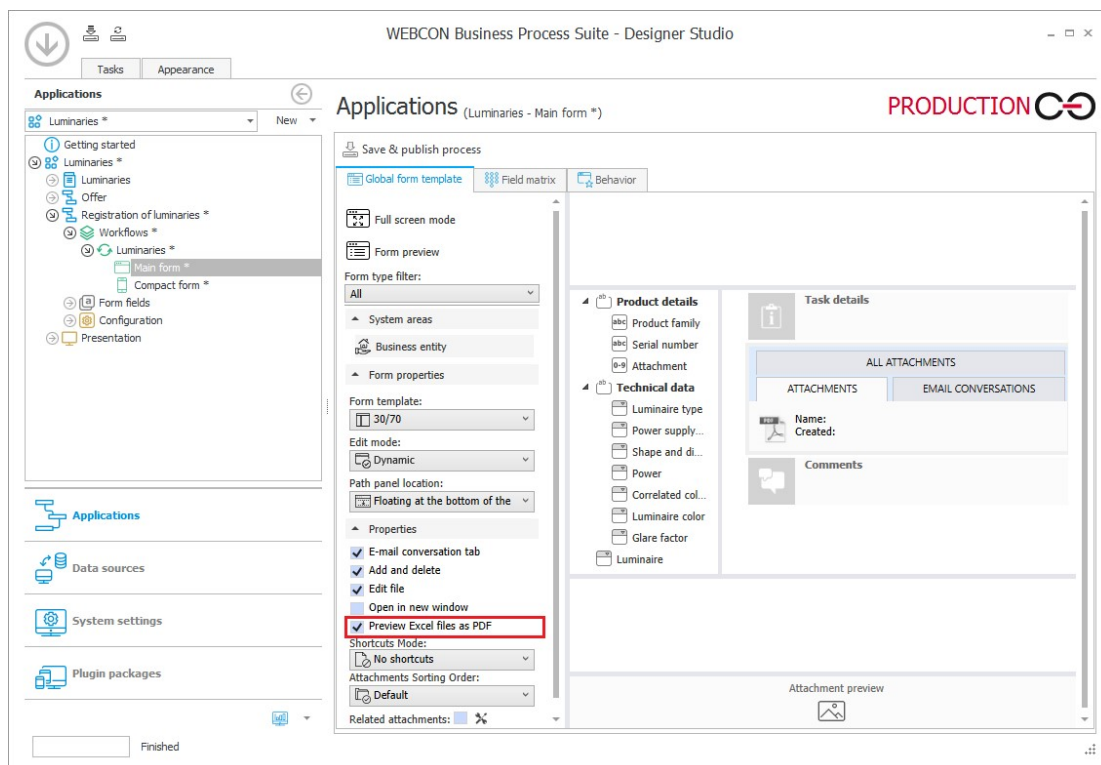 WEBCON Business Process Suite - Designer Studio
Tasks
Appearance
Applications
Luminaries *
New
Getting started
Luminaries *
Luminaries
Offer
Registration of luminaries *
Workflows *
Luminaries *
Main form *
Compact form *
Form fields
Configuration
Presentation
Applications
Data sources
System settings
Plugin packages
Finished
Applications (Luminaries - Main form *)
PRODUCTION
Save & publish process
Global form template
Field matrix
Behavior
Full screen mode
Form preview
Form type filter:
All
System areas
Business entity
Form properties
Form template:
30/70
Edit mode:
Dynamic
Path panel location:
Floating at the bottom of the
Properties
E-mail conversation tab
Add and delete
Edit file
Open in new window
Preview Excel files as PDF
Shortcuts Mode:
No shortcuts
Attachments Sorting Order:
Default
Related attachments:
Product details
Product family
Serial number
Attachment
Technical data
Luminaire type
Power supply...
Shape and di...
Power
Correlated col...
Luminaire color
Glare factor
Luminaire
Task details
ALL ATTACHMENTS
ATTACHMENTS
EMAIL CONVERSATIONS
Name:
Created:
Comments
Attachment preview